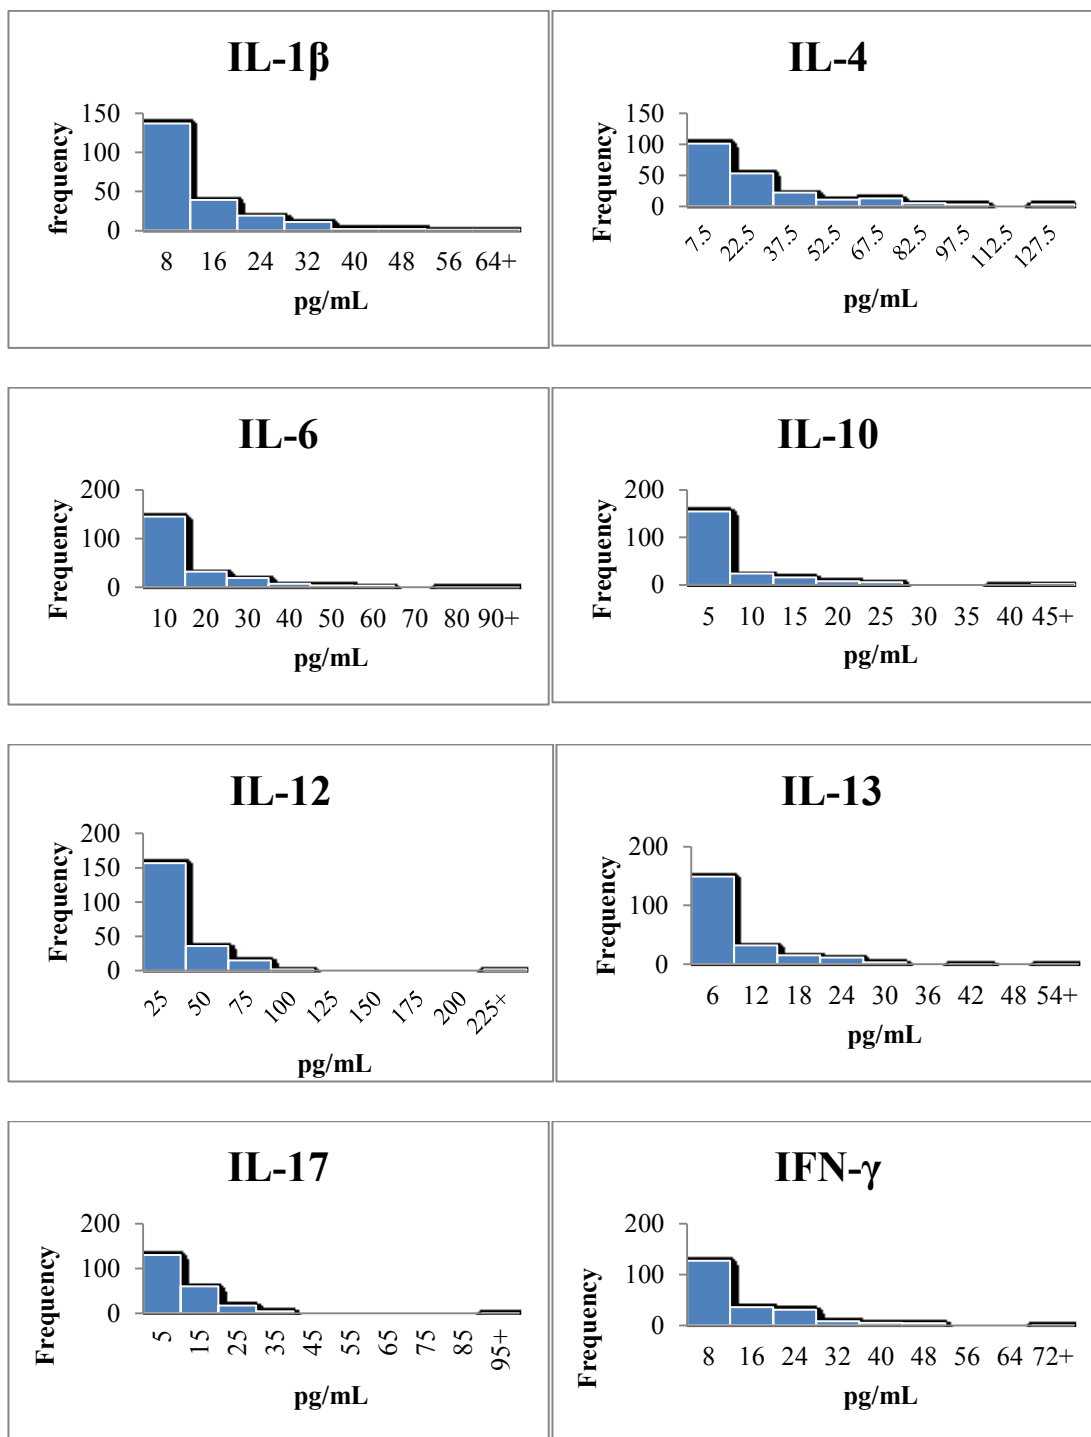 IL-1β
frequency
150
100
50
0
8 16 24 32 40 48 56 64+
pg/mL
IL-4
Frequency
150
100
50
0
7.5 22.5 37.5 52.5 67.5 82.5 97.5 112.5 127.5
pg/mL
IL-6
Frequency
200
100
0
10 20 30 40 50 60 70 80 90+
pg/mL
IL-10
Frequency
200
100
0
5 10 15 20 25 30 35 40 45+
pg/mL
IL-12
Frequency
200
150
100
50
0
25 50 75 100 125 150 175 200 225+
pg/mL
IL-13
Frequency
200
100
0
6 12 18 24 30 36 42 48 54+
pg/mL
IL-17
Frequency
200
100
0
5 15 25 35 45 55 65 75 85 95+
pg/mL
IFN-γ
Frequency
200
100
0
8 16 24 32 40 48 56 64 72+
pg/mL